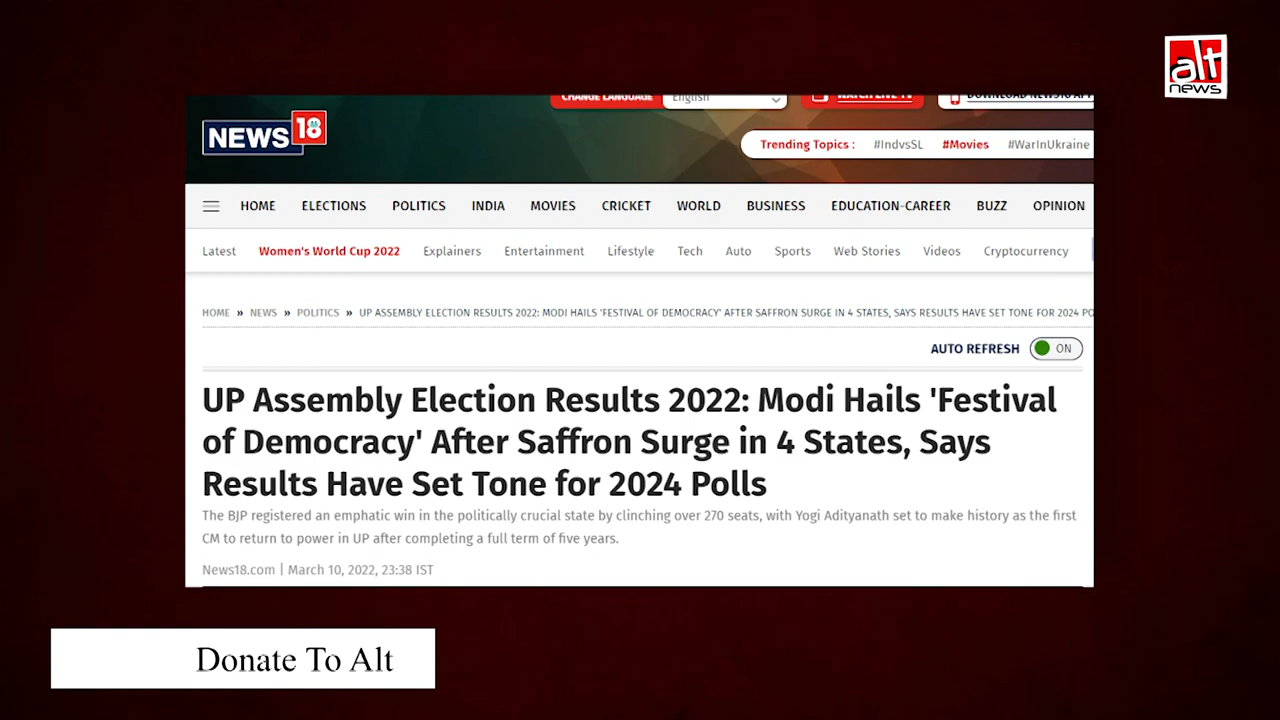 alt
news
CHANGE LANGUAGE English WATCH LIVE TV DOWNLOAD NEWS18 APP
NEWS 18
Trending Topics : #IndvsSL #Movies #WarInUkraine
HOME ELECTIONS POLITICS INDIA MOVIES CRICKET WORLD BUSINESS EDUCATION-CAREER BUZZ OPINION
Latest Women's World Cup 2022 Explainers Entertainment Lifestyle Tech Auto Sports Web Stories Videos Cryptocurrency
HOME » NEWS » POLITICS » UP ASSEMBLY ELECTION RESULTS 2022: MODI HAILS 'FESTIVAL OF DEMOCRACY' AFTER SAFFRON SURGE IN 4 STATES, SAYS RESULTS HAVE SET TONE FOR 2024 PO
AUTO REFRESH ON
UP Assembly Election Results 2022: Modi Hails 'Festival
of Democracy' After Saffron Surge in 4 States, Says
Results Have Set Tone for 2024 Polls
The BJP registered an emphatic win in the politically crucial state by clinching over 270 seats, with Yogi Adityanath set to make history as the first
CM to return to power in UP after completing a full term of five years.
News18.com | March 10, 2022, 23:38 IST
Donate To Alt